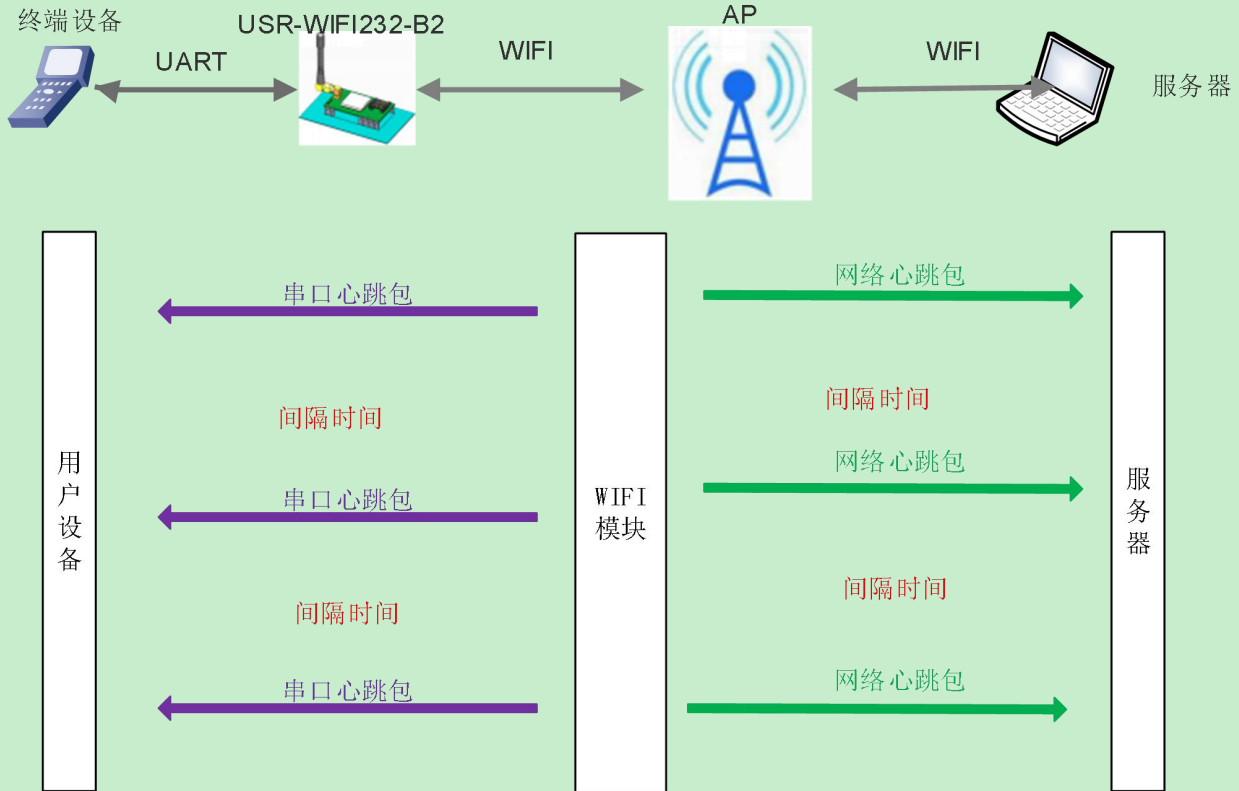 终端设备
USR-WIFI232-B2
AP
UART
WIFI
WIFI
服务器
串口心跳包
网络心跳包
间隔时间
间隔时间
串口心跳包
网络心跳包
用户设备
WIFI
模块
服务器
间隔时间
间隔时间
串口心跳包
网络心跳包